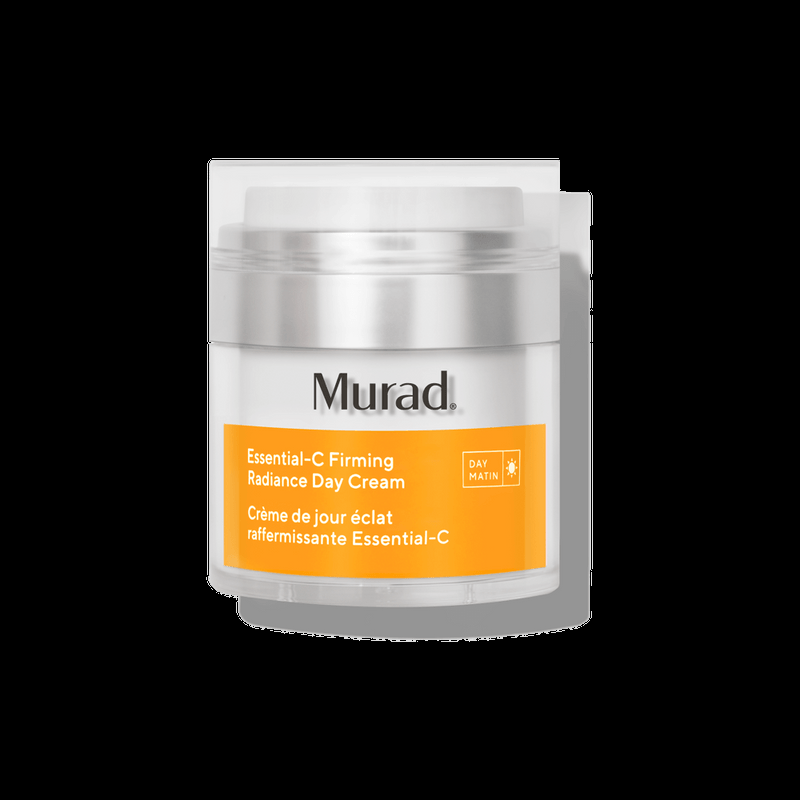 Murad®
Essential-C Firming
Radiance Day Cream
DAY
MATIN
Crème de jour éclat
raffermissante Essential-C